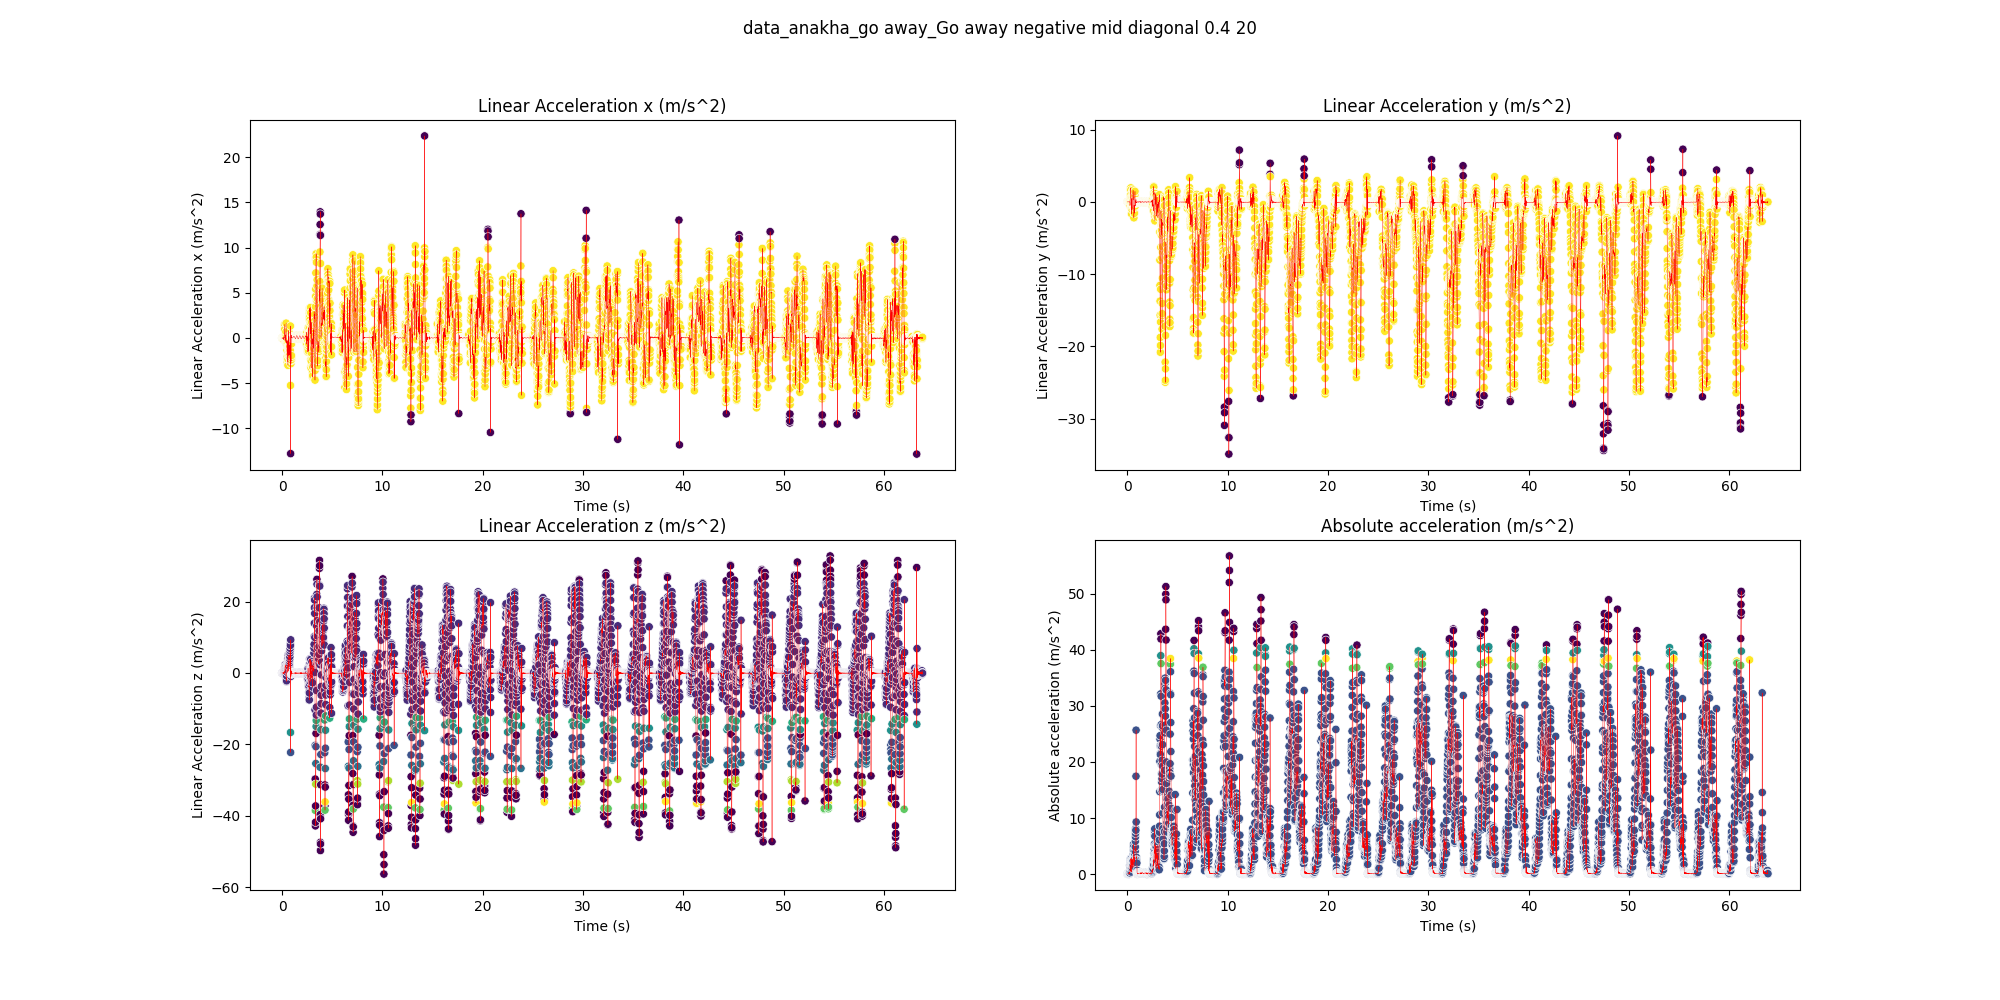 data_anakha_go away_Go away negative mid diagonal 0.4 20
Linear Acceleration x (m/s^2)
Linear Acceleration x (m/s^2)
20
15
10
5
0
−5
−10
0 10 20 30 40 50 60
Time (s)
Linear Acceleration y (m/s^2)
Linear Acceleration y (m/s^2)
10
0
−10
−20
−30
0 10 20 30 40 50 60
Time (s)
Linear Acceleration z (m/s^2)
Linear Acceleration z (m/s^2)
20
0
−20
−40
−60
0 10 20 30 40 50 60
Time (s)
Absolute acceleration (m/s^2)
Absolute acceleration (m/s^2)
50
40
30
20
10
0
0 10 20 30 40 50 60
Time (s)